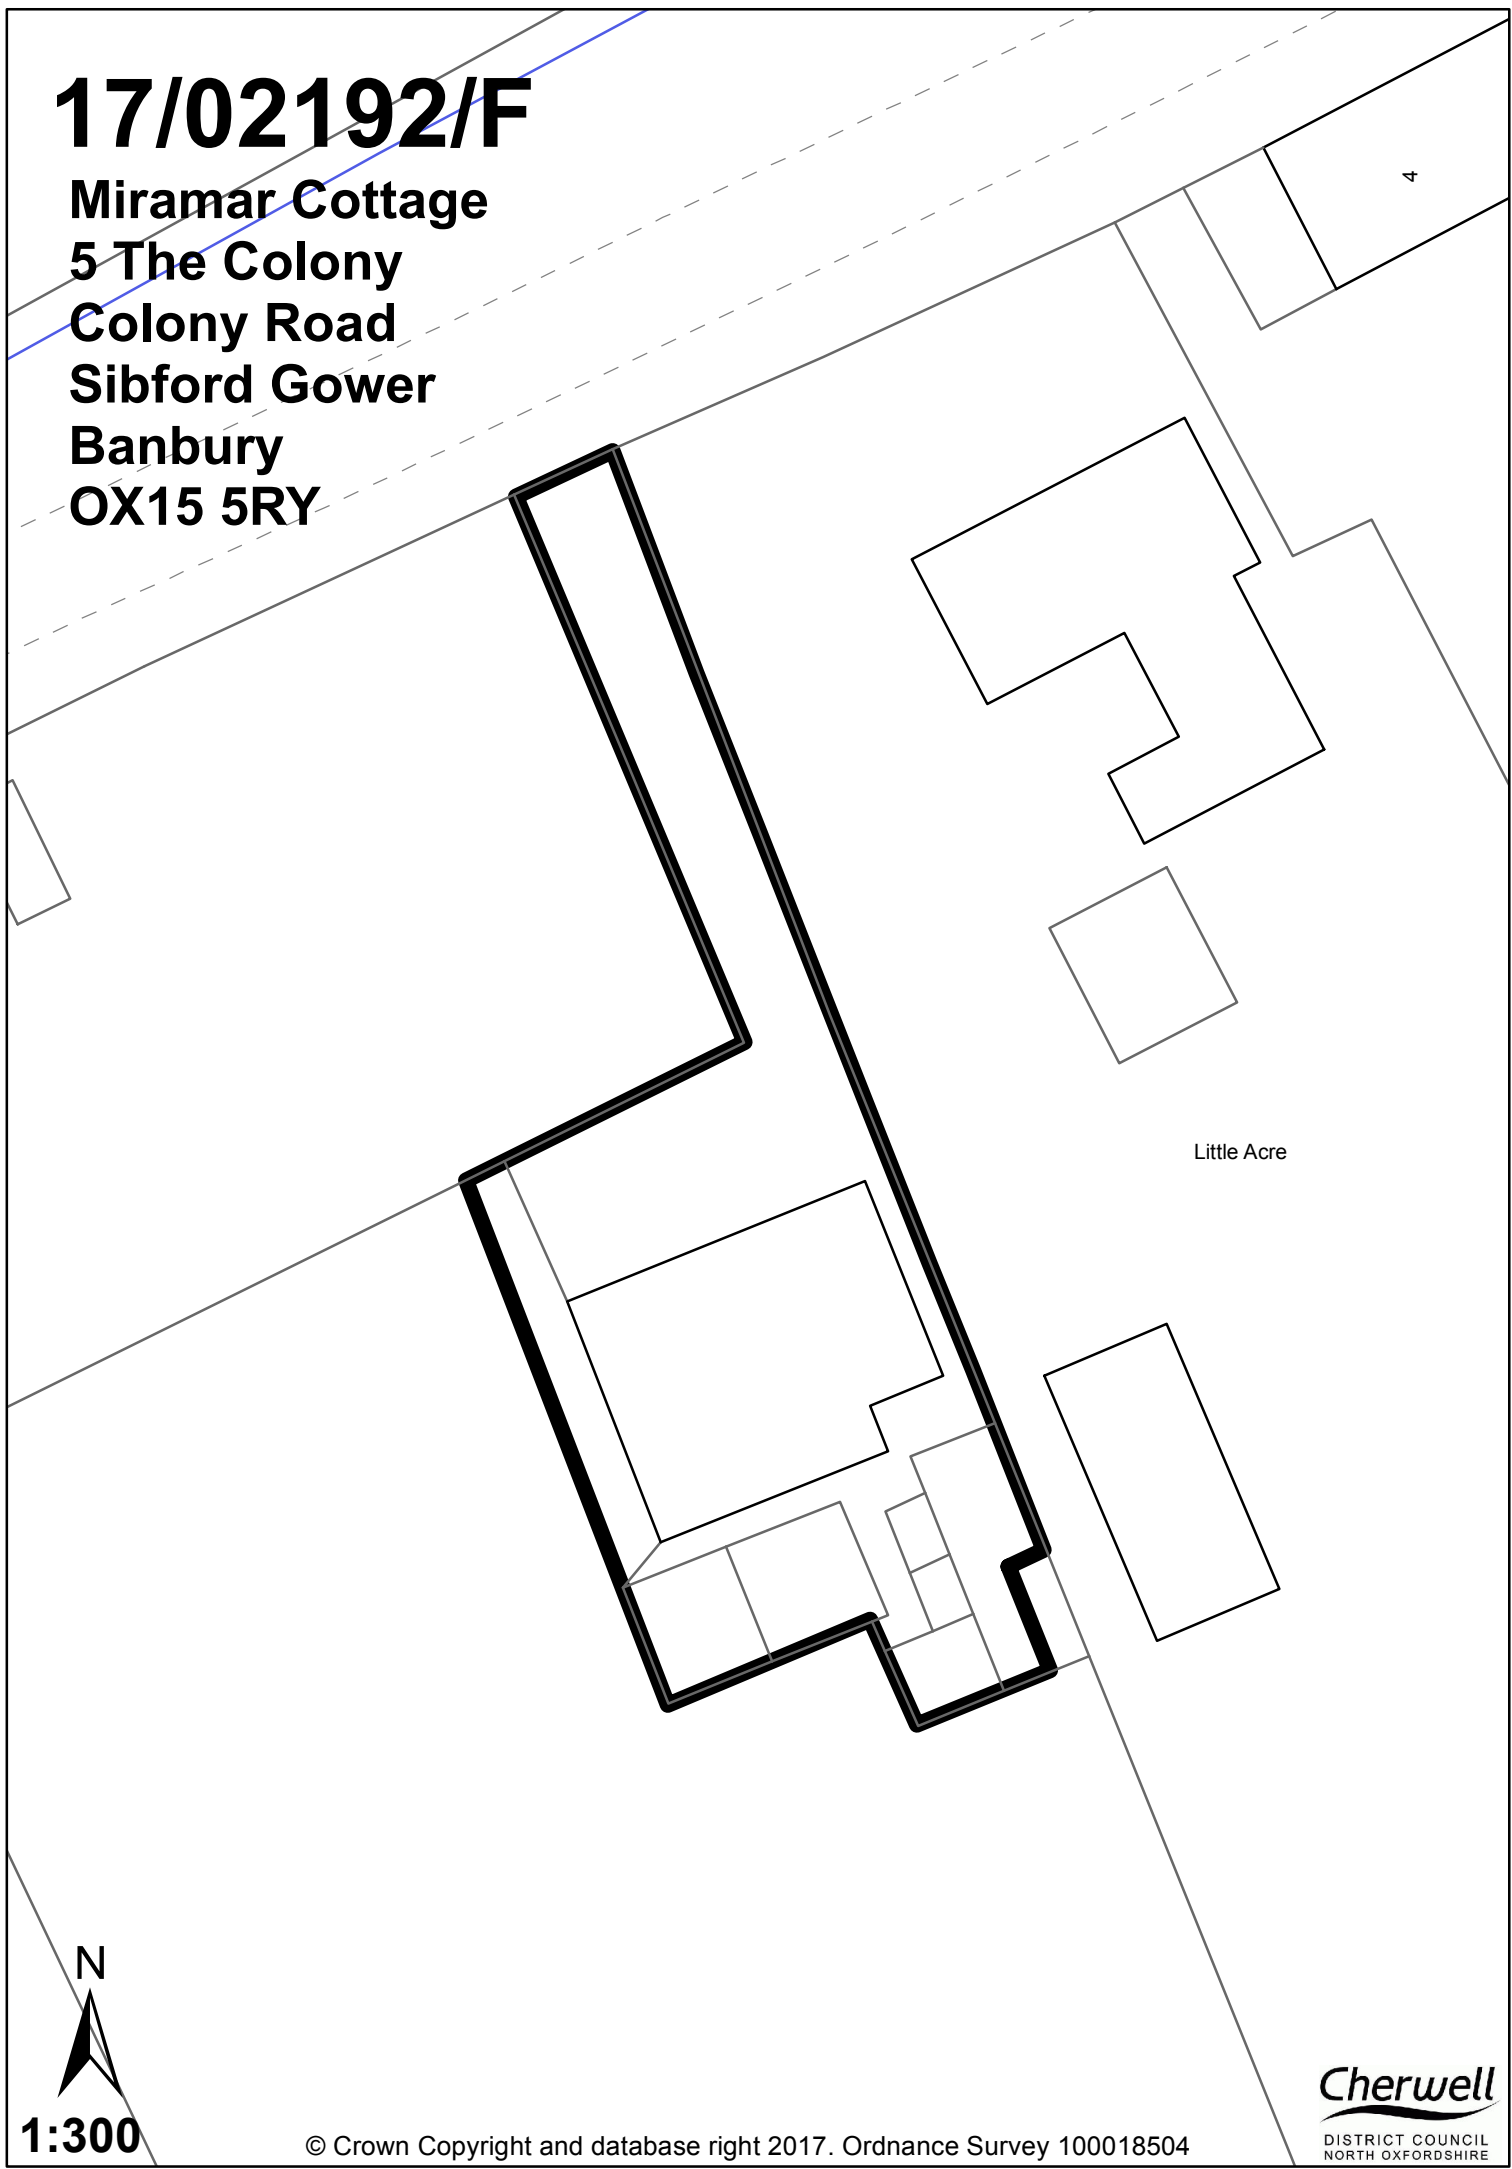 17/02192/F
Miramar Cottage
5 The Colony
Colony Road
Sibford Gower
Banbury
OX15 5RY
4
Little Acre
N
1:300
© Crown Copyright and database right 2017. Ordnance Survey 100018504
Cherwell
DISTRICT COUNCIL
NORTH OXFORDSHIRE